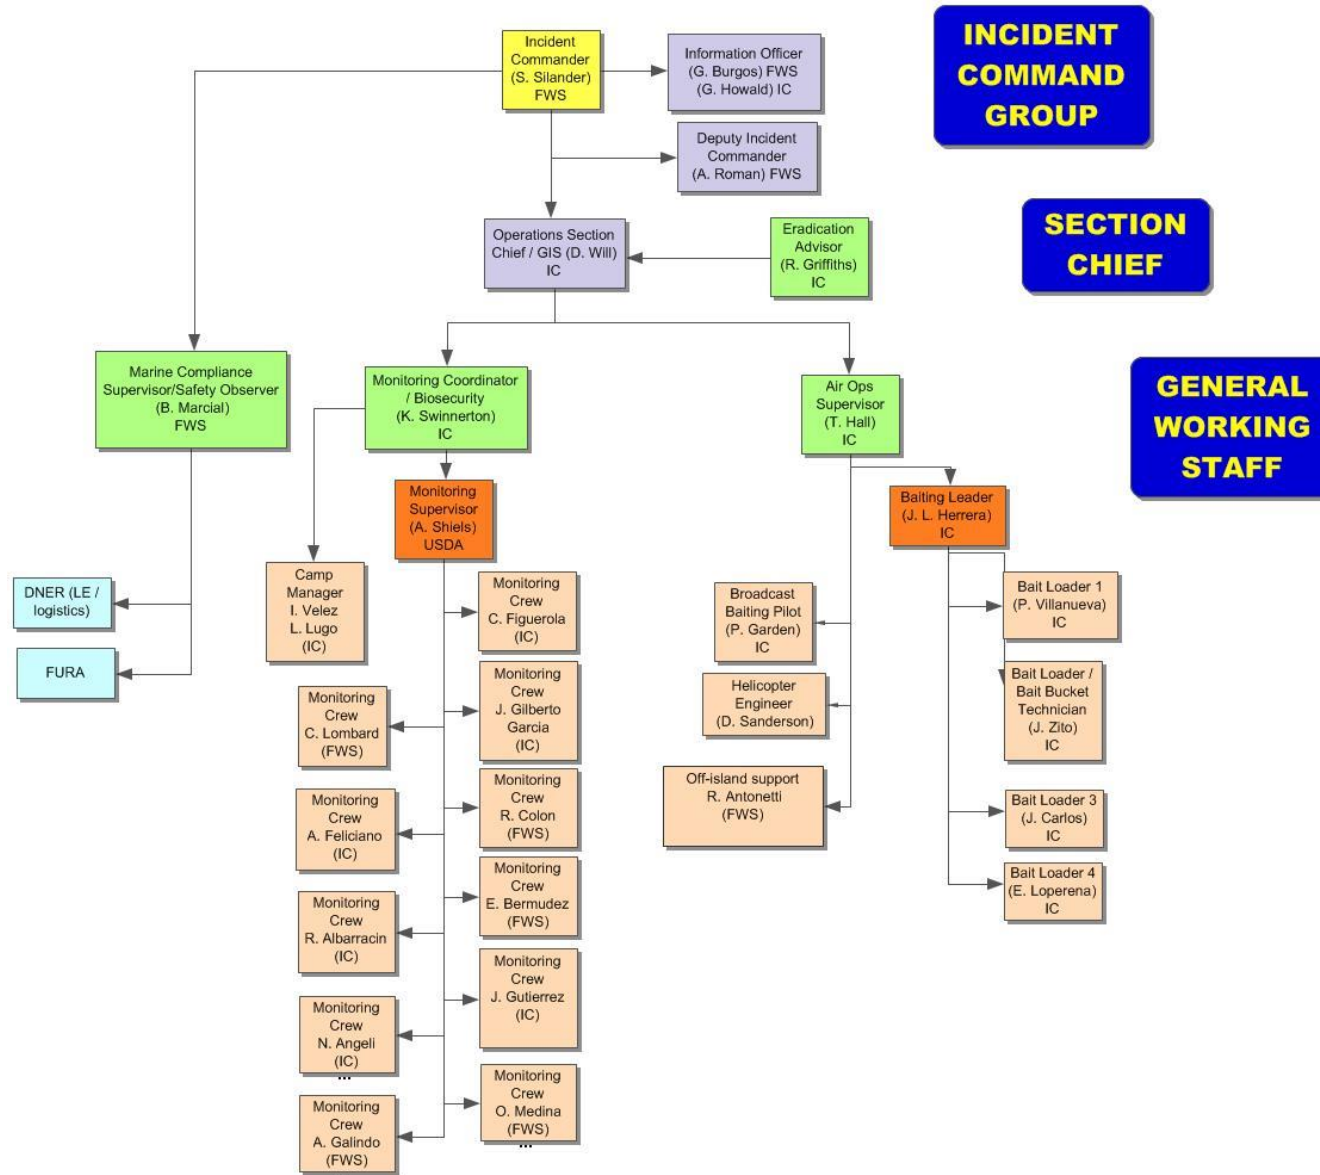 Incident
Commander
(S. Silander)
FWS
Information Officer
(G. Burgos) FWS
(G. Howald) IC
INCIDENT
COMMAND
GROUP
Deputy Incident
Commander
(A. Roman) FWS
Operations Section
Chief / GIS (D. Will)
IC
Eradication
Advisor
(R. Griffiths)
IC
SECTION
CHIEF
Marine Compliance
Supervisor/Safety Observer
(B. Marcial)
FWS
Monitoring Coordinator
/ Biosecurity
(K. Swinnerton)
IC
Air Ops
Supervisor
(T. Hall)
IC
GENERAL
WORKING
STAFF
Monitoring
Supervisor
(A. Shiels)
USDA
Baiting Leader
(J. L. Herrera)
IC
DNER (LE /
logistics)
FURA
Camp
Manager
I. Velez
L. Lugo
(IC)
Monitoring
Crew
C. Figuerola
(IC)
Monitoring
Crew
J. Gilberto
Garcia
(IC)
Monitoring
Crew
C. Lombard
(FWS)
Monitoring
Crew
R. Colon
(FWS)
Monitoring
Crew
A. Feliciano
(IC)
Monitoring
Crew
E. Bermudez
(FWS)
Monitoring
Crew
R. Albarracin
(IC)
Monitoring
Crew
J. Gutierrez
(IC)
Monitoring
Crew
N. Angeli
(IC)
...
Monitoring
Crew
O. Medina
(FWS)
...
Monitoring
Crew
A. Galindo
(FWS)
Broadcast
Baiting Pilot
(P. Garden)
IC
Helicopter
Engineer
(D. Sanderson)
Off-island support
R. Antonetti
(FWS)
Bait Loader 1
(P. Villanueva)
IC
Bait Loader /
Bait Bucket
Technician
(J. Zito)
IC
Bait Loader 3
(J. Carlos)
IC
Bait Loader 4
(E. Loperena)
IC